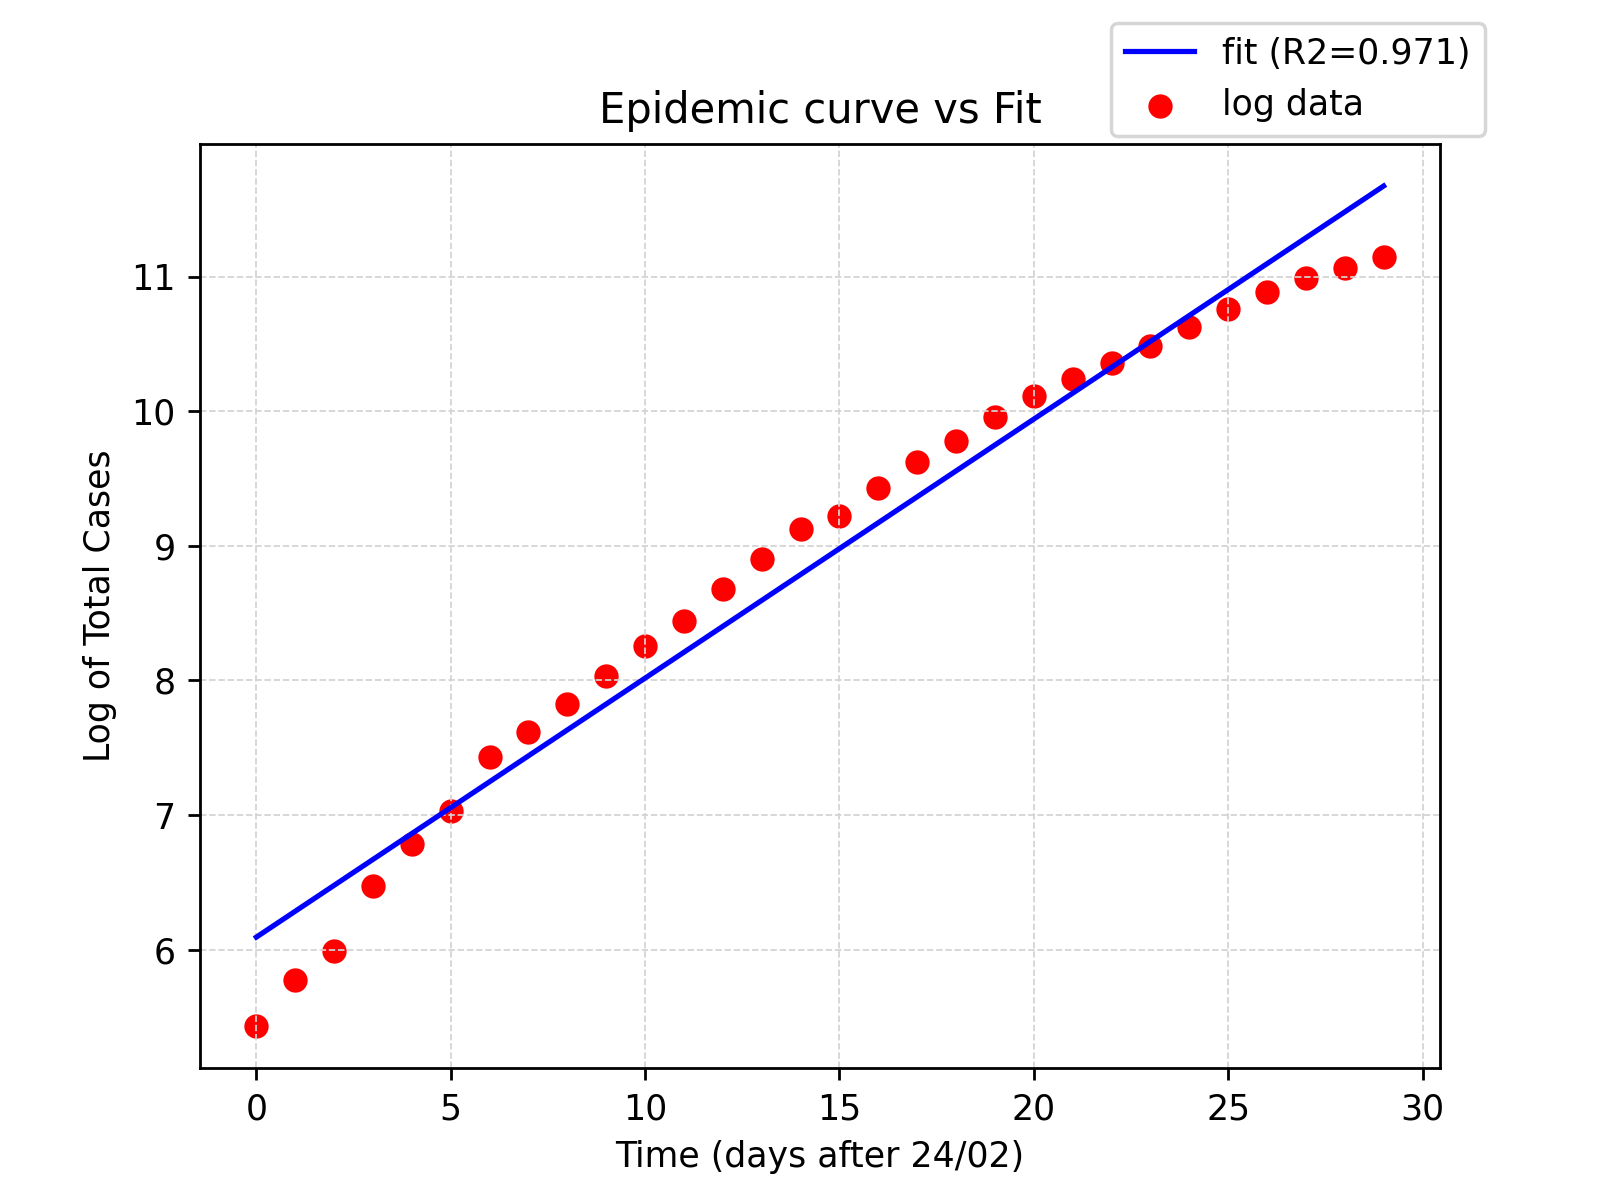 fit (R2=0.971)
log data
Epidemic curve vs Fit
Log of Total Cases
11
10
9
8
7
6
0 5 10 15 20 25 30
Time (days after 24/02)